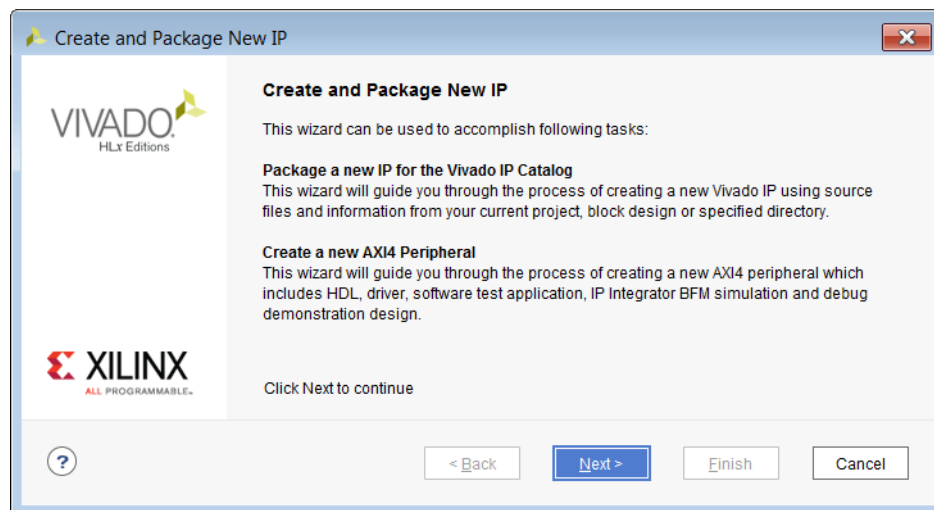 Create and Package New IP
VIVADO.
HLx Editions
Create and Package New IP
This wizard can be used to accomplish following tasks:
Package a new IP for the Vivado IP Catalog
This wizard will guide you through the process of creating a new Vivado IP using source
files and information from your current project, block design or specified directory.
Create a new AXI4 Peripheral
This wizard will guide you through the process of creating a new AXI4 peripheral which
includes HDL, driver, software test application, IP Integrator BFM simulation and debug
demonstration design.
XILINX
ALL PROGRAMMABLE™
Click Next to continue
?
< Back
Next >
Finish
Cancel